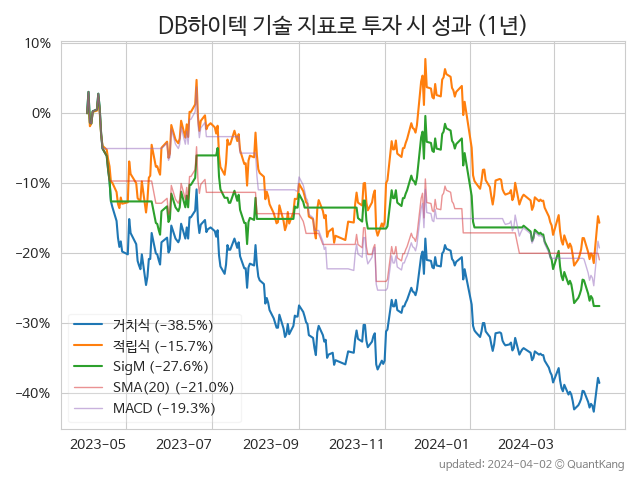 DB하이텍 기술 지표로 투자 시 성과 (1년)
10%
0%
−10%
−20%
−30%
−40%
거치식 (−38.5%)
적립식 (−15.7%)
SigM (−27.6%)
SMA(20) (−21.0%)
MACD (−19.3%)
2023-05 2023-07 2023-09 2023-11 2024-01 2024-03
updated: 2024-04-02 @ QuantKang